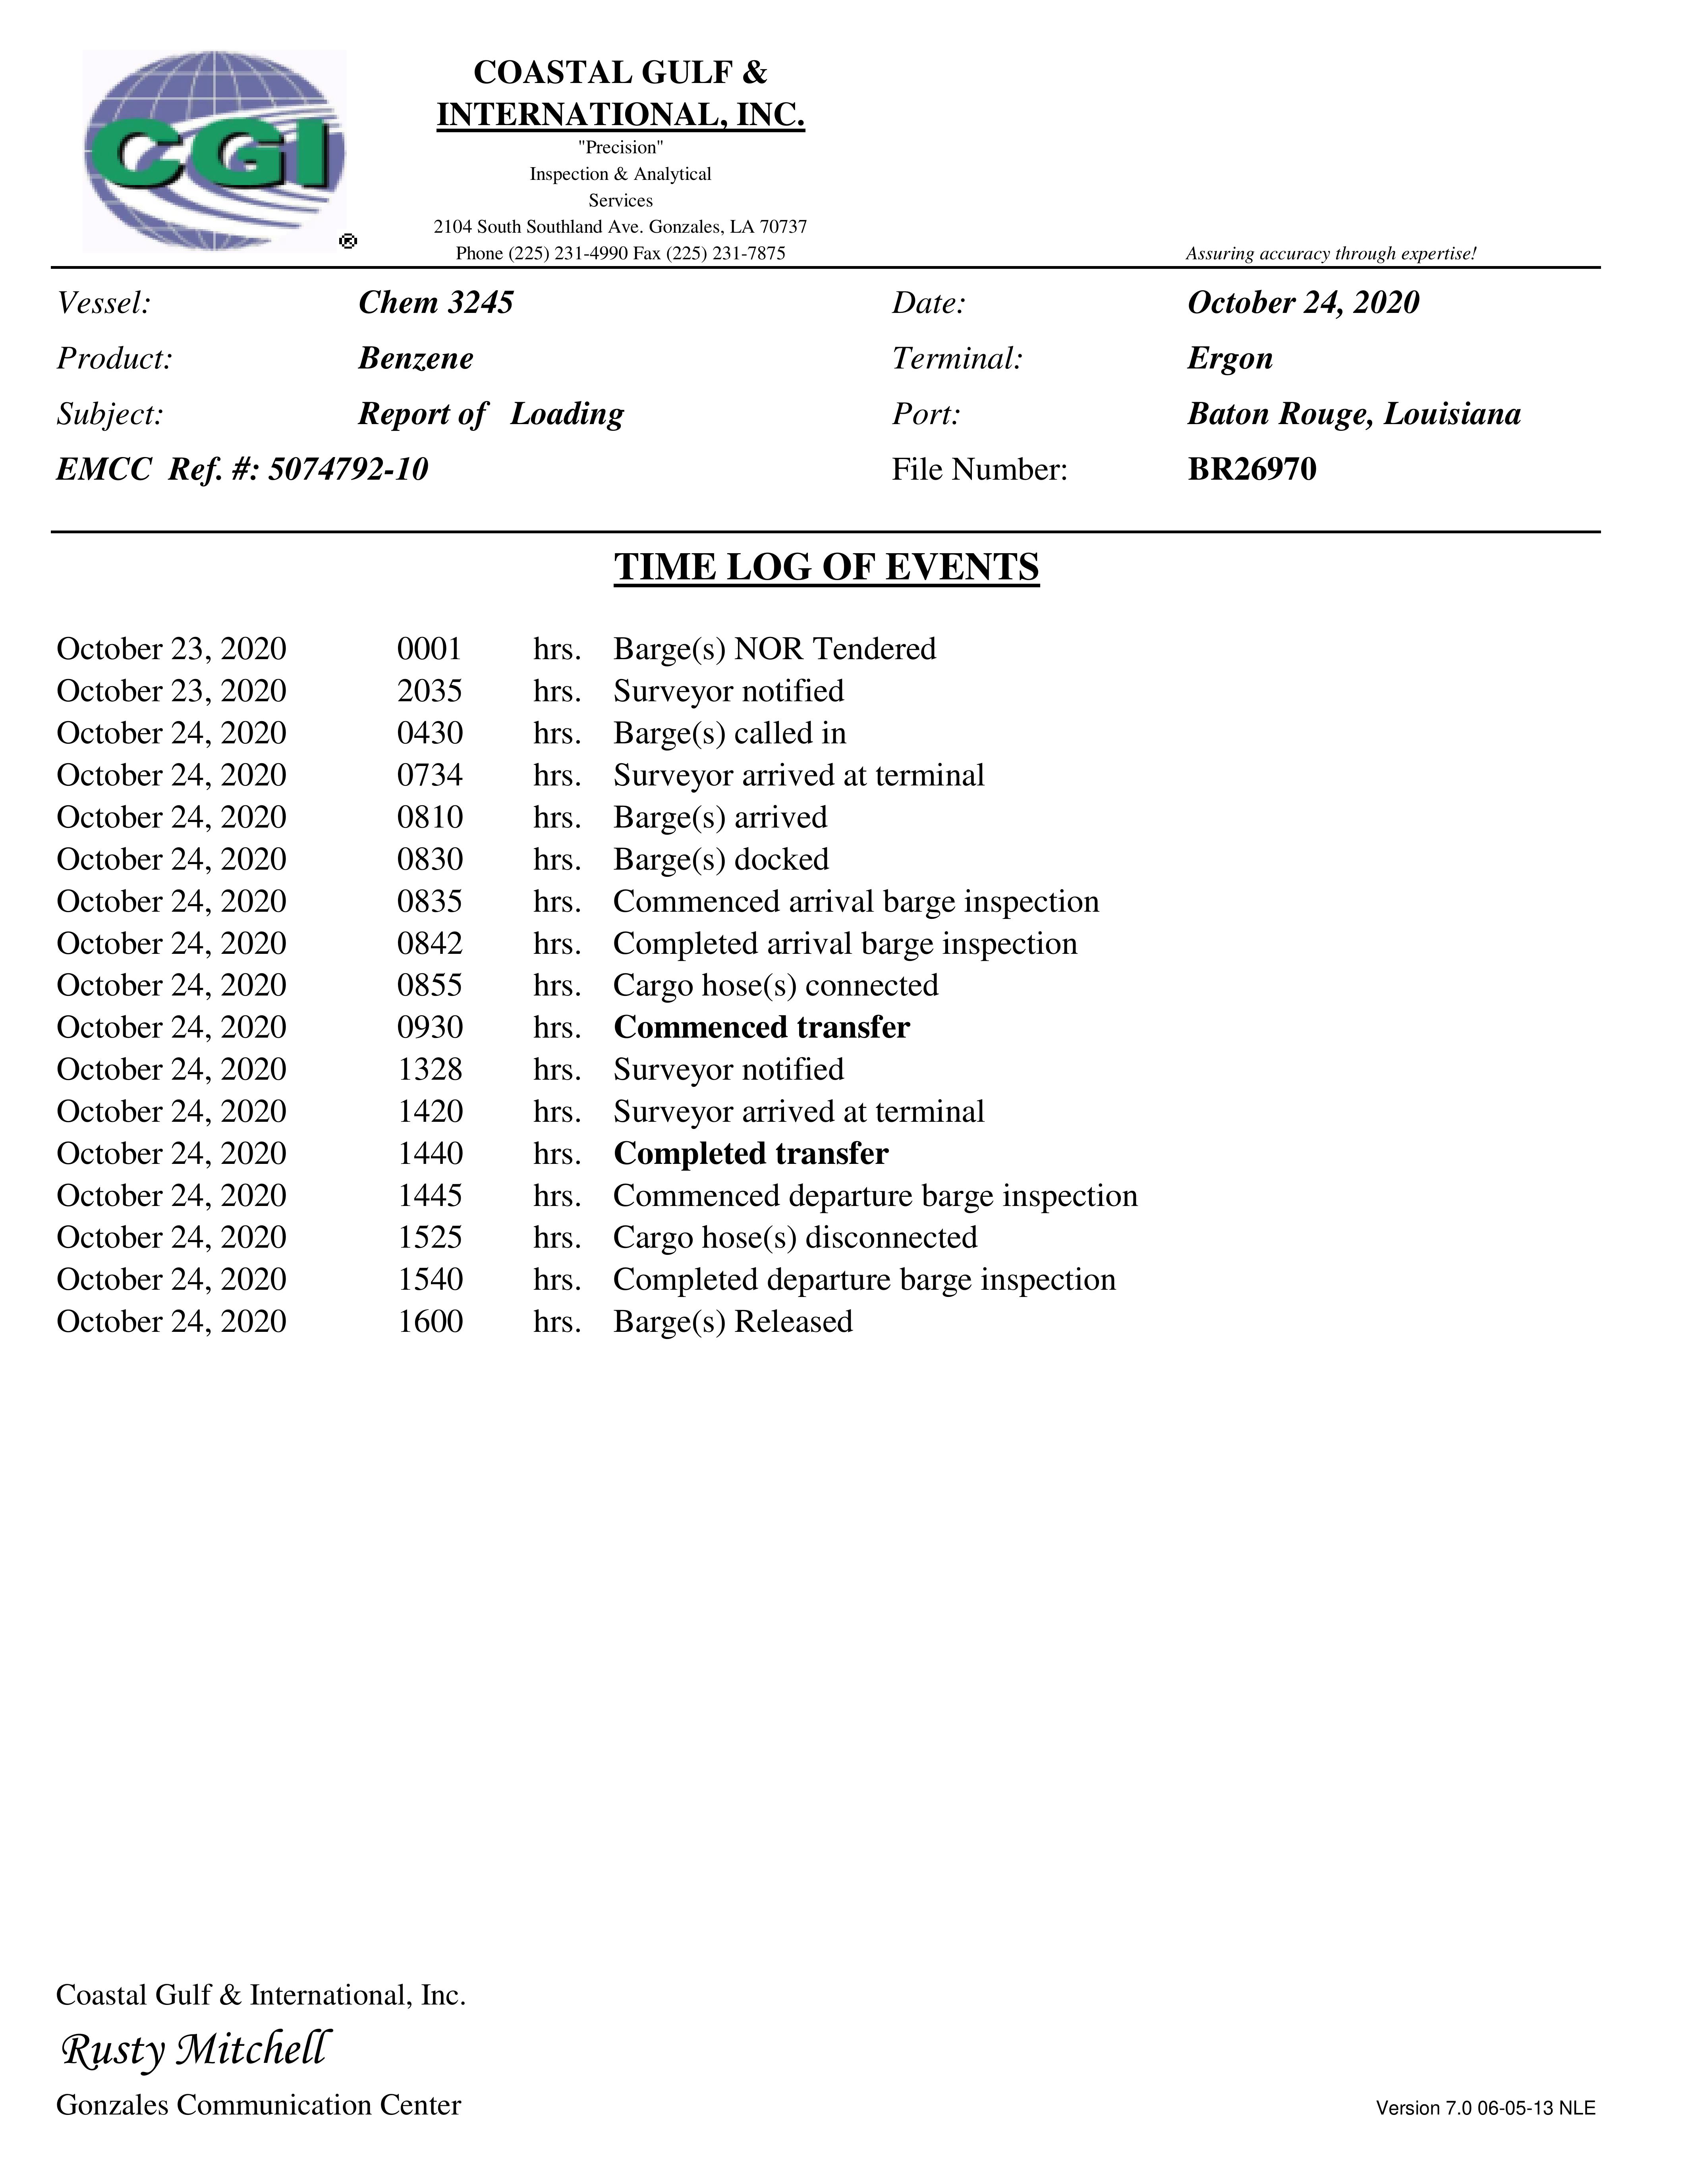 CGI
®
COASTAL GULF &
INTERNATIONAL, INC.
"Precision"
Inspection & Analytical
Services
2104 South Southland Ave. Gonzales, LA 70737
Phone (225) 231-4990 Fax (225) 231-7875
Assuring accuracy through expertise!
Vessel: Chem 3245 Date: October 24, 2020
Product: Benzene Terminal: Ergon
Subject: Report of Loading Port: Baton Rouge, Louisiana
EMCC Ref. #: 5074792-10 File Number: BR26970
TIME LOG OF EVENTS
October 23, 2020 0001 hrs. Barge(s) NOR Tendered
October 23, 2020 2035 hrs. Surveyor notified
October 24, 2020 0430 hrs. Barge(s) called in
October 24, 2020 0734 hrs. Surveyor arrived at terminal
October 24, 2020 0810 hrs. Barge(s) arrived
October 24, 2020 0830 hrs. Barge(s) docked
October 24, 2020 0835 hrs. Commenced arrival barge inspection
October 24, 2020 0842 hrs. Completed arrival barge inspection
October 24, 2020 0855 hrs. Cargo hose(s) connected
October 24, 2020 0930 hrs. Commenced transfer
October 24, 2020 1328 hrs. Surveyor notified
October 24, 2020 1420 hrs. Surveyor arrived at terminal
October 24, 2020 1440 hrs. Completed transfer
October 24, 2020 1445 hrs. Commenced departure barge inspection
October 24, 2020 1525 hrs. Cargo hose(s) disconnected
October 24, 2020 1540 hrs. Completed departure barge inspection
October 24, 2020 1600 hrs. Barge(s) Released
Coastal Gulf & International, Inc.
Rusty Mitchell
Gonzales Communication Center
Version 7.0 06-05-13 NLE